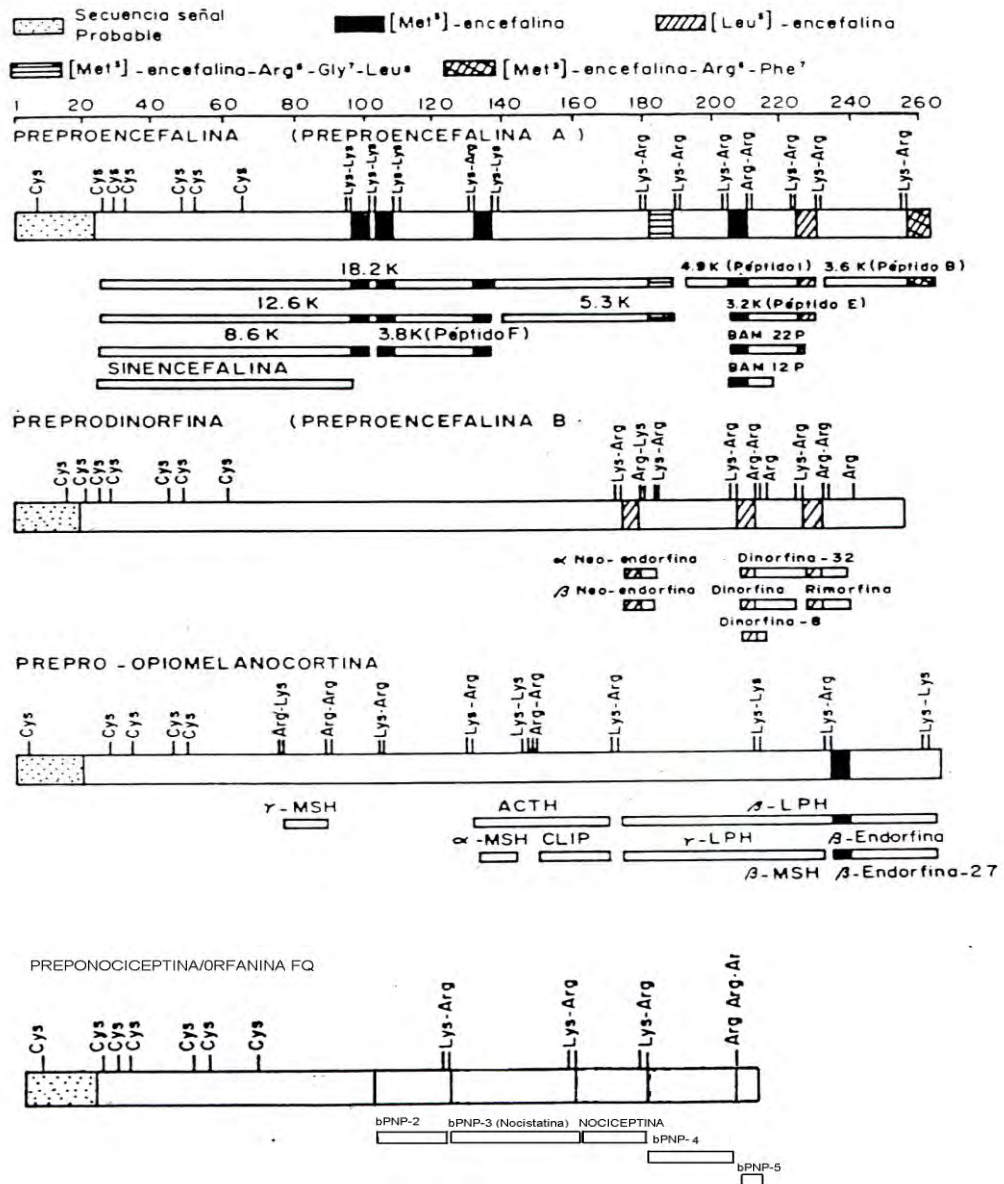 Secuencia señal Probable
[Met⁵]-encefalina
[Leu⁵]-encefalina
[Met⁵]-encefalina-Arg⁶-Gly⁷-Leu⁸
[Met⁵]-encefalina-Arg⁶-Phe⁷
1 20 40 60 80 100 120 130 140 160 180 200 220 240 260
PREPROENCEFALINA (PREPROENCEFALINA A)
Cys Cys Cys Cys Cys Cys Cys Lys-Lys Lys-Lys Lys-Arg Lys-Arg Lys-Lys Lys-Arg Lys-Arg Lys-Arg Arg-Arg Lys-Arg Lys-Arg Lys-Arg
18.2 K 4.9K (Péptido I) 3.6 K (Péptido B)
12.6 K 5.3 K 3.2K (Péptido E)
8.6 K 3.8K (Péptido F) BAM 22 P
SINENCEFALINA BAM 12 P
PREPRODINORFINA (PREPROENCEFALINA B
Cys Cys Cys Cys Cys Cys Cys Lys-Arg Arg-Lys Lys-Arg Lys-Arg Arg-Arg Arg Lys-Arg Arg-Arg Arg
α Neo-endorfina Dinorfina-32
β Neo-endorfina Dinorfina Rimorfina
Dinorfina-8
PREPRO-OPIOMELANOCORTINA
Cys Cys Cys Cys Cys Arg-Lys Arg-Arg Lys-Arg Lys-Arg Lys-Lys Arg-Arg Lys-Arg Lys-Lys Lys-Arg Lys-Lys
γ-MSH ACTH β-LPH
α-MSH CLIP γ-LPH β-Endorfina
β-MSH β-Endorfina-27
PREPONOCICEPTINA/0RFANINA FQ
Cys Cys Cys Cys Cys Cys Cys Lys-Arg Lys-Arg Lys-Arg Arg Arg-Ar
bPNP-2 bPNP-3 (Nocistatina) NOCICEPTINA
bPNP-4
bPNP-5